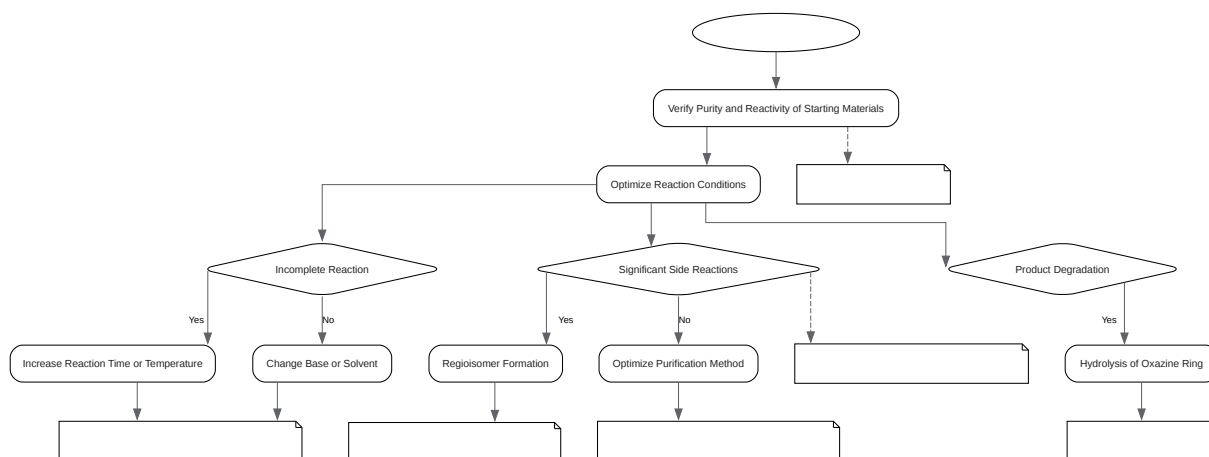 Verify Purity and Reactivity of Starting Materials
Optimize Reaction Conditions
Incomplete Reaction
Significant Side Reactions
Product Degradation
Yes
No
Yes
No
Yes
Increase Reaction Time or Temperature
Change Base or Solvent
Regioisomer Formation
Optimize Purification Method
Hydrolysis of Oxazine Ring